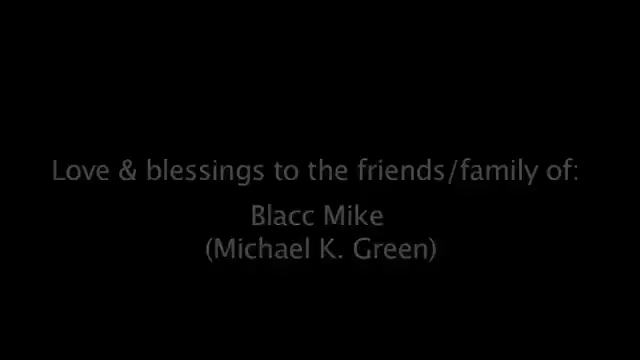 Love & blessings to the friends/family of:
Blacc Mike
(Michael K. Green)